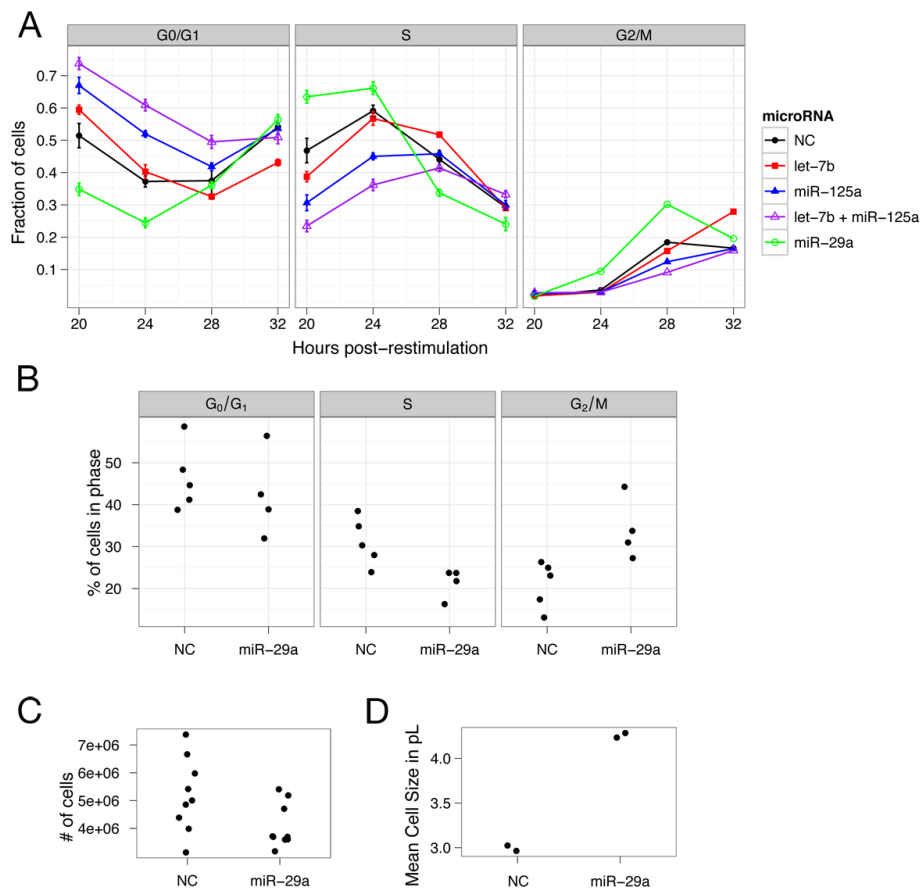 A
G0/G1 S G2/M
0.7
0.6
0.5
0.4
0.3
0.2
0.1
Fraction of cells
20 24 28 32 20 24 28 32 20 24 28 32
Hours post−restimulation
microRNA
NC
let−7b
miR−125a
let−7b + miR−125a
miR−29a
B
G0/G1 S G2/M
50
40
30
20
% of cells in phase
NC miR−29a NC miR−29a NC miR−29a
C
7e+06
6e+06
5e+06
4e+06
# of cells
NC miR−29a
D
4.0
3.5
3.0
Mean Cell Size in pL
NC miR−29a